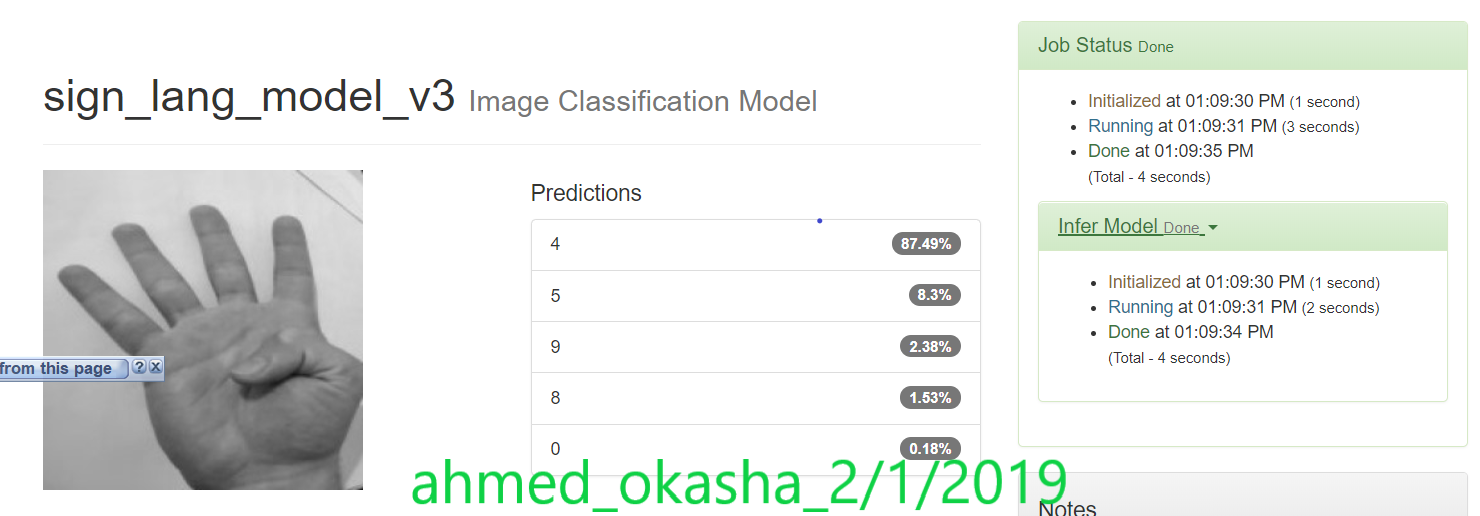 sign_lang_model_v3 Image Classification Model
from this page ? x
Predictions
4 87.49%
5 8.3%
9 2.38%
8 1.53%
0 0.18%
ahmed_okasha_2/1/2019
Job Status Done
Initialized at 01:09:30 PM (1 second)
Running at 01:09:31 PM (3 seconds)
Done at 01:09:35 PM
(Total - 4 seconds)
Infer Model Done
Initialized at 01:09:30 PM (1 second)
Running at 01:09:31 PM (2 seconds)
Done at 01:09:34 PM
(Total - 4 seconds)
Notes